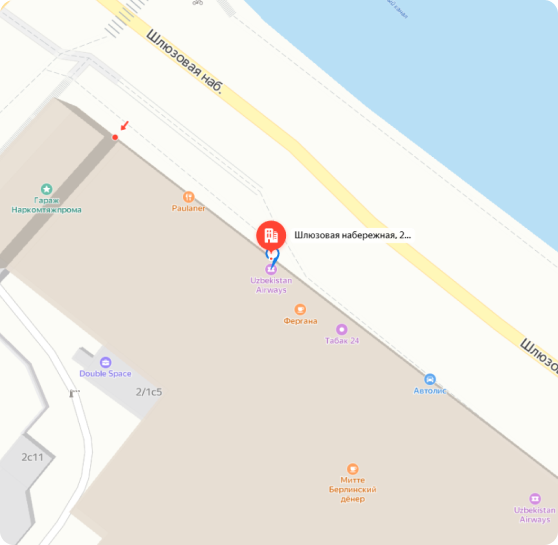 Шлюзовая наб.
Гараж
Наркомтяжпрома
Paulaner
Шлюзовая набережная, 2...
Uzbekistan
Airways
Фергана
Табак 24
Шлюзо
Double Space
2/1с5
Автолис
2с11
Митте
Берлинский
дёнер
Uzbekistan
Airways